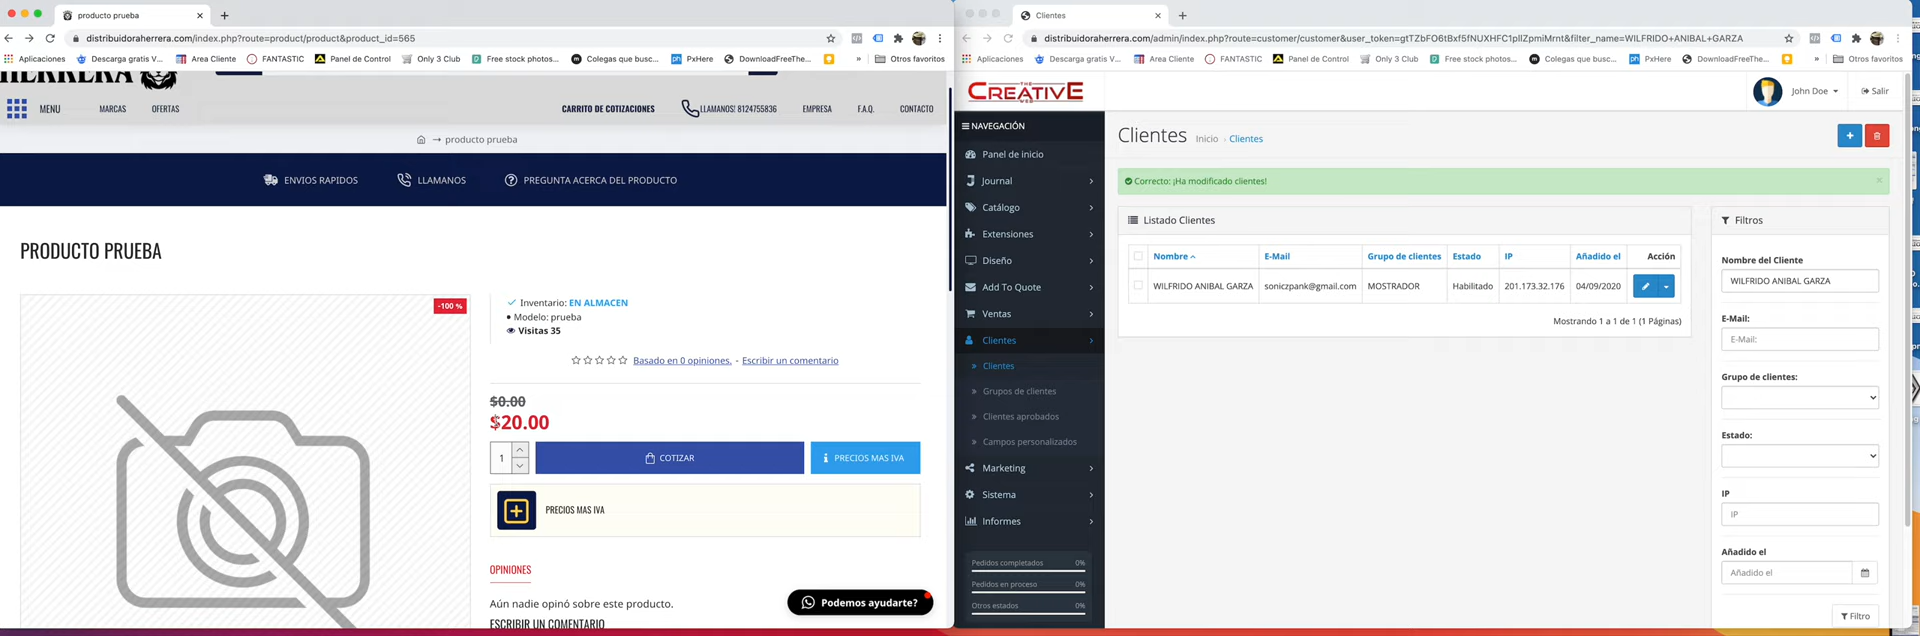 producto prueba
distribuidoraherrera.com/index.php?route=product/product&product_id=565
Aplicaciones
Descarga gratis V...
Area Cliente
FANTASTIC
Panel de Control
Only 3 Club
Free stock photos...
Colegas que busc...
PxHere
DownloadFreeThe...
»
Otros favoritos
HERRERA
MENU
MARCAS
OFERTAS
CARRITO DE COTIZACIONES
LLAMANOS! 8124755836
EMPRESA
F.A.Q.
CONTACTO
→ producto prueba
ENVIOS RAPIDOS
LLAMANOS
PREGUNTA ACERCA DEL PRODUCTO
PRODUCTO PRUEBA
-100 %
Inventario: EN ALMACEN
• Modelo: prueba
Visitas 35
Basado en 0 opiniones. - Escribir un comentario
$0.00
$20.00
1
COTIZAR
PRECIOS MAS IVA
PRECIOS MAS IVA
OPINIONES
Aún nadie opinó sobre este producto.
ESCRIBIR UN COMENTARIO
Podemos ayudarte?
Clientes
distribuidoraherrera.com/admin/index.php?route=customer/customer&user_token=gtTZbFO6tBxf5fNUXHFC1pllZpmiMrnt&filter_name=WILFRIDO+ANIBAL+GARZA
Aplicaciones
Descarga gratis V...
Area Cliente
FANTASTIC
Panel de Control
Only 3 Club
Free stock photos...
Colegas que busc...
PxHere
DownloadFreeThe...
»
Otros favoritos
THE
CREATIVE
WEB
John Doe
Salir
NAVEGACIÓN
Panel de inicio
Journal
Catálogo
Extensiones
Diseño
Add To Quote
Ventas
Clientes
» Clientes
» Grupos de clientes
» Clientes aprobados
» Campos personalizados
Marketing
Sistema
Informes
Pedidos completados 0%
Pedidos en proceso 0%
Otros estados 0%
Clientes
Inicio › Clientes
Correcto: ¡Ha modificado clientes!
Listado Clientes
Nombre E-Mail Grupo de clientes Estado IP Añadido el Acción
WILFRIDO ANIBAL GARZA soniczpank@gmail.com MOSTRADOR Habilitado 201.173.32.176 04/09/2020
Mostrando 1 a 1 de 1 (1 Páginas)
Filtros
Nombre del Cliente
WILFRIDO ANIBAL GARZA
E-Mail:
E-Mail:
Grupo de clientes:
Estado:
IP
IP
Añadido el
Añadido el
Filtro